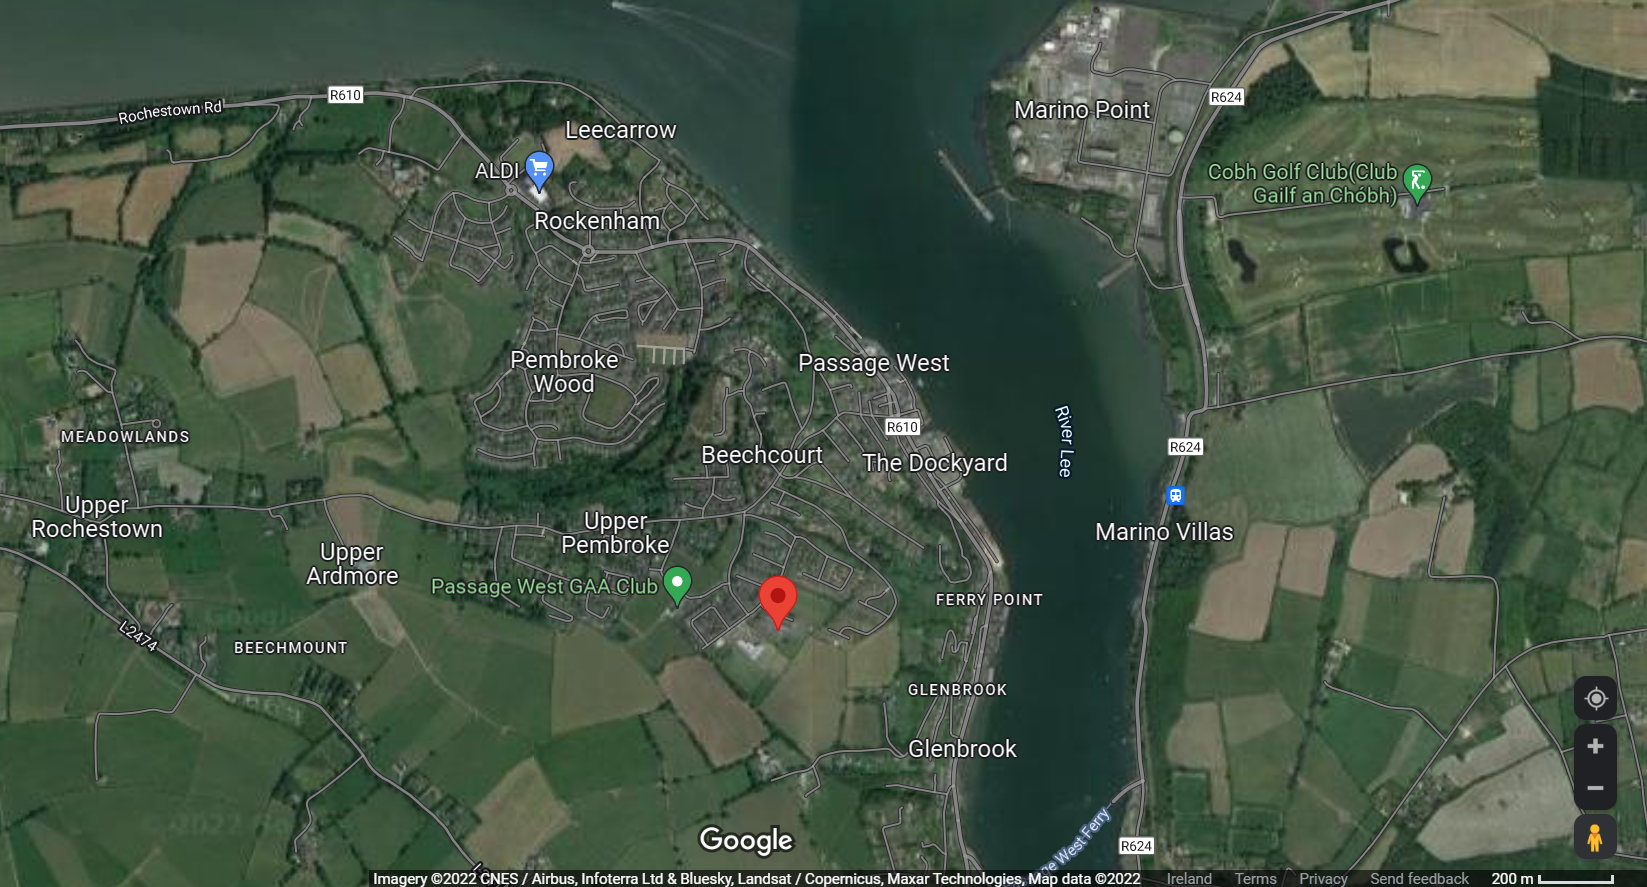 Rochestown Rd
R610
Leecarrow
ALDI
Rockenham
Marino Point
R624
Cobh Golf Club(Club
Gailf an Chóbh)
Pembroke
Wood
Passage West
MEADOWLANDS
R610
River Lee
Beechcourt
The Dockyard
R624
Upper
Rochestown
Upper
Pembroke
Marino Villas
Upper
Ardmore
Passage West GAA Club
FERRY POINT
L2474
BEECHMOUNT
GLENBROOK
Glenbrook
Google
ge West Ferry
R624
Imagery ©2022 CNES / Airbus, Infoterra Ltd & Bluesky, Landsat / Copernicus, Maxar Technologies, Map data ©2022 Ireland Terms Privacy Send feedback 200 m